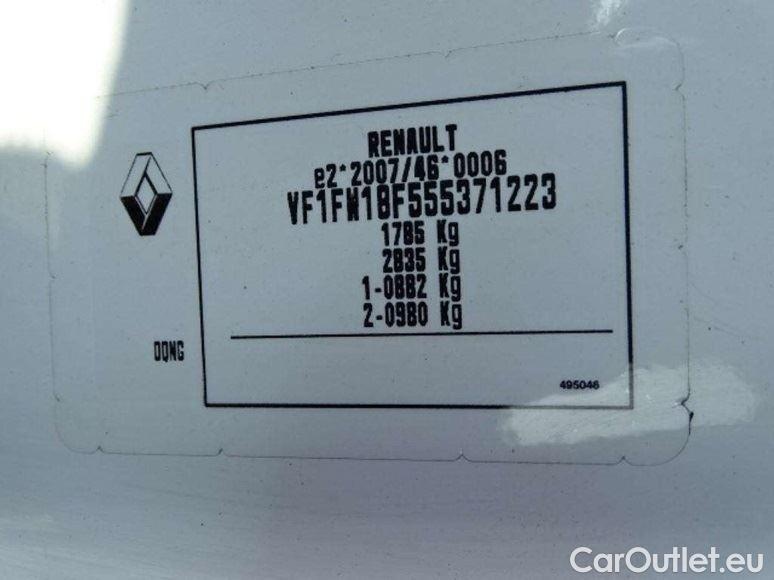 RENAULT
e2*2007/46*0006
VF1FW18F555371223
1785 Kg
2835 Kg
1-0882 Kg
2-0980 Kg
DQNG
495046
CarOutlet.eu